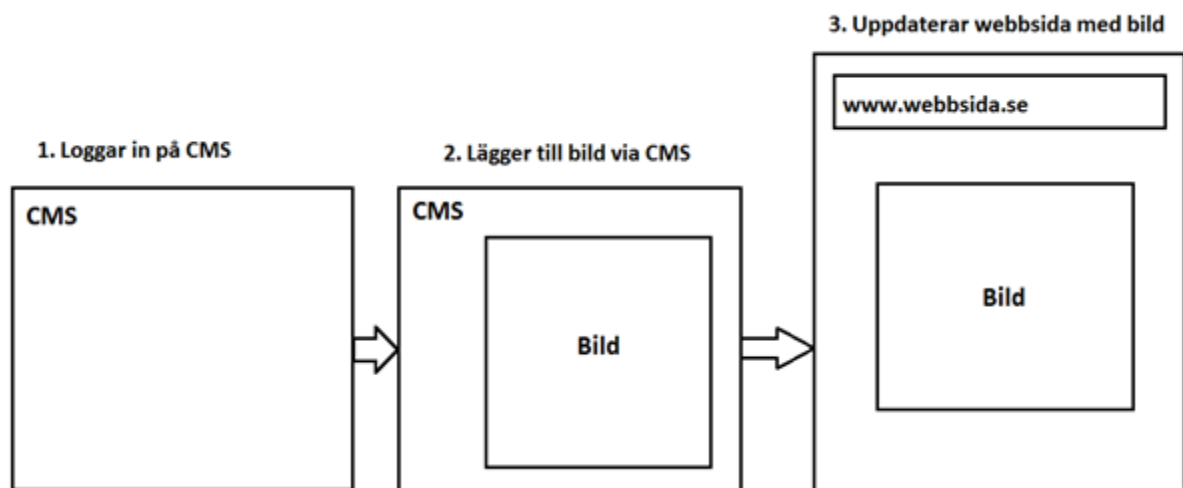 1. Loggar in på CMS
CMS
2. Lägger till bild via CMS
CMS
Bild
3. Uppdaterar webbsida med bild
www.webbsida.se
Bild